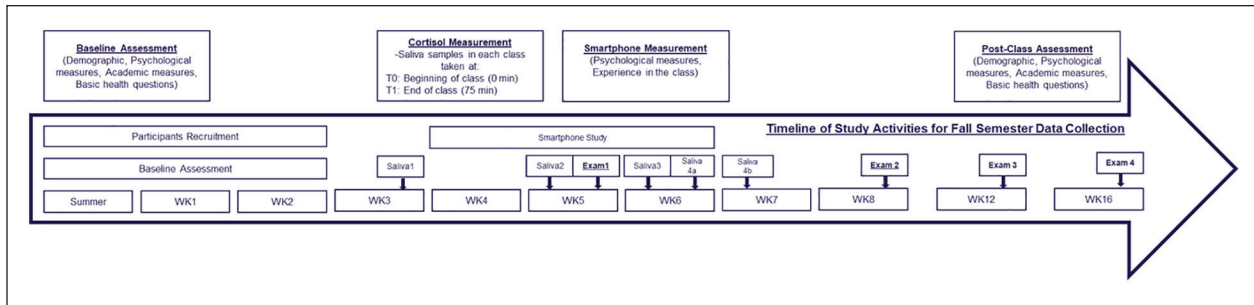 Baseline Assessment
(Demographic, Psychological
measures, Academic measures,
Basic health questions)
Cortisol Measurement
-Saliva samples in each class
taken at:
T0: Beginning of class (0 min)
T1: End of class (75 min)
Smartphone Measurement
(Psychological measures,
Experience in the class)
Post-Class Assessment
(Demographic, Psychological
measures, Academic measures,
Basic health questions)
Participants Recruitment
Smartphone Study
Timeline of Study Activities for Fall Semester Data Collection
Baseline Assessment
Saliva1
Saliva2
Exam1
Saliva3
Saliva
4a
Saliva
4b
Exam 2
Exam 3
Exam 4
Summer
WK1
WK2
WK3
WK4
WK5
WK6
WK7
WK8
WK12
WK16